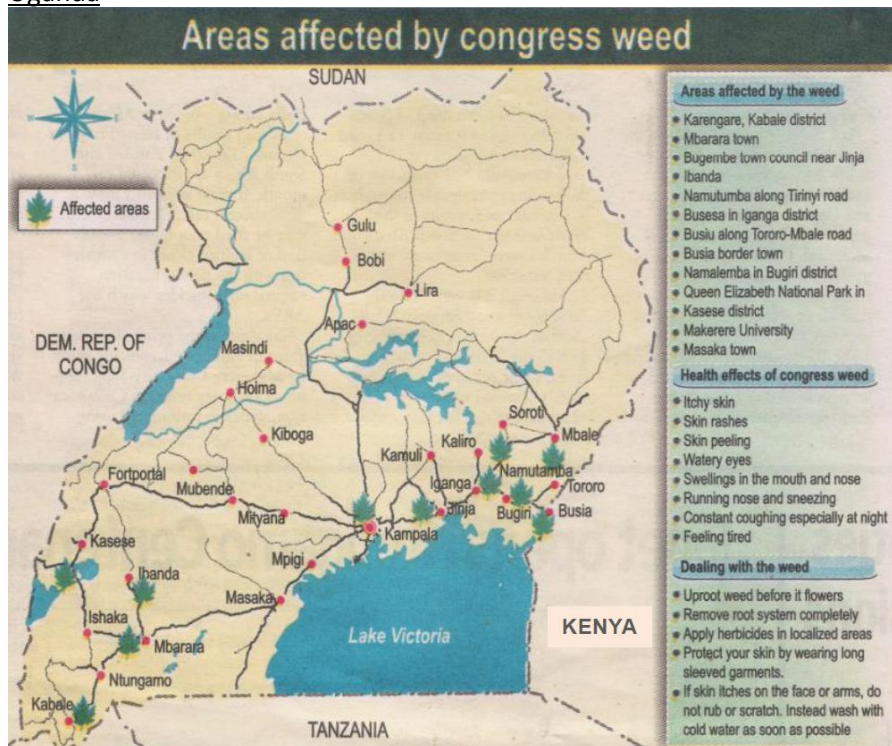 Uganda
Areas affected by congress weed
SUDAN
Affected areas
Gulu
Bobi
Lira
Apac
DEM. REP. OF
CONGO
Masindi
Hoima
Soroti
Kiboga
Kaliro
Mbale
Kamuli
Namutamba
Fortportal
Iganga
Tororo
Mubende
Mityana
Jinja
Bugiri
Busia
Kampala
Kasese
Mpigi
Ibanda
Masaka
Ishaka
Mbarara
Lake Victoria
KENYA
Ntungamo
Kabale
TANZANIA
Areas affected by the weed
Karengare, Kabale district
Mbarara town
Bugembe town council near Jinja
Ibanda
Namutumba along Tirinyi road
Busesa in Iganga district
Busiu along Tororo-Mbale road
Busia border town
Namalemba in Bugiri district
Queen Elizabeth National Park in
Kasese district
Makerere University
Masaka town
Health effects of congress weed
Itchy skin
Skin rashes
Skin peeling
Watery eyes
Swellings in the mouth and nose
Running nose and sneezing
Constant coughing especially at night
Feeling tired
Dealing with the weed
Uproot weed before it flowers
Remove root system completely
Apply herbicides in localized areas
Protect your skin by wearing long
sleeved garments.
If skin itches on the face or arms, do
not rub or scratch. Instead wash with
cold water as soon as possible